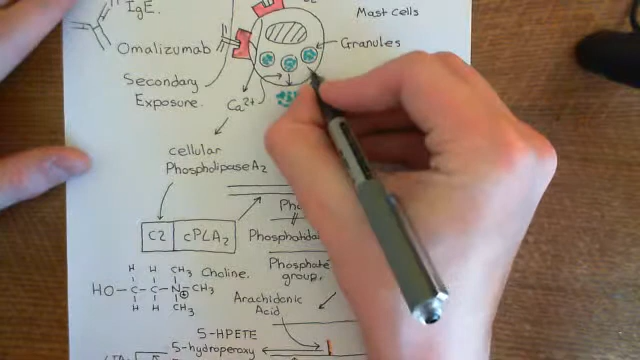 IgE.
Mast Cells
Omalizumab
Granules
Secondary
Exposure.
Ca2+
cellular
Phospholipase A2
C2 cPLA2
Phosphate
group.
Choline.
H H CH3
HO-C-C-N-CH3
H H CH3
Arachidonic
Acid
5-HPETE
5-hydroperoxy